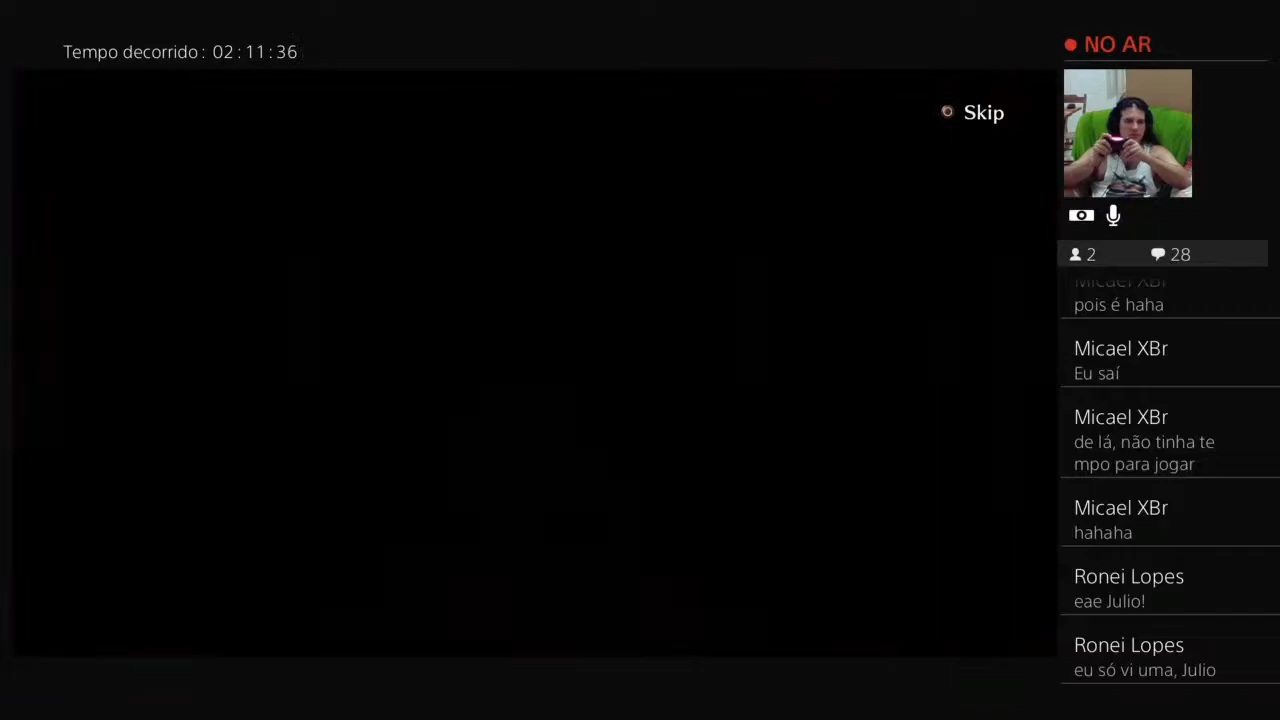 Tempo decorrido: 02:11:36
NO AR
Skip
2 28
Micael XBr
pois é haha
Micael XBr
Eu saí
Micael XBr
de lá, não tinha te
mpo para jogar
Micael XBr
hahaha
Ronei Lopes
eae Julio!
Ronei Lopes
eu só vi uma, Julio